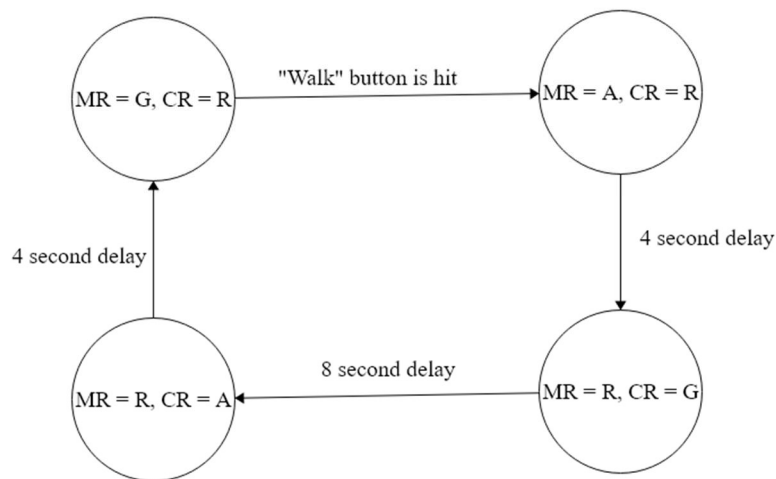 "Walk" button is hit
MR = G, CR = R
MR = A, CR = R
4 second delay
4 second delay
8 second delay
MR = R, CR = A
MR = R, CR = G